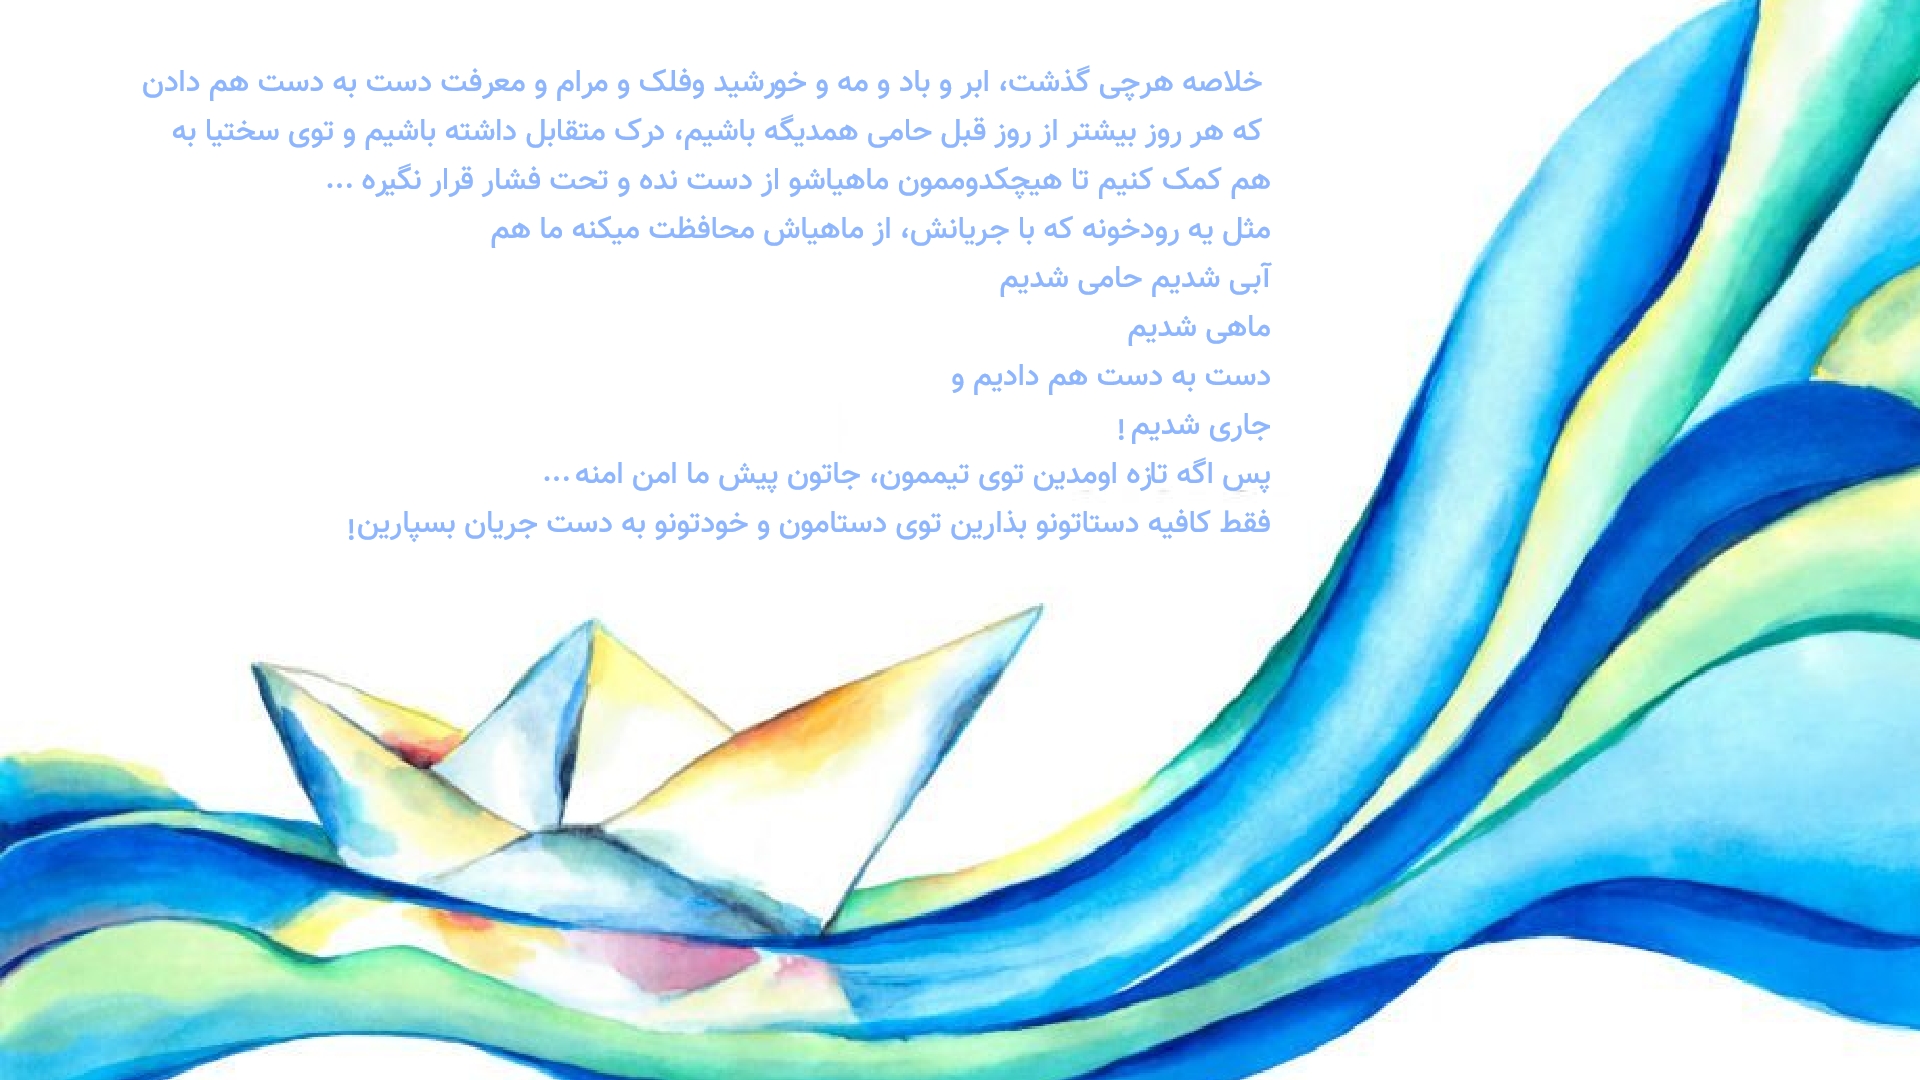 خلاصه هرچی گذشت، ابر و باد و مه و خورشید وفلک و مرام و معرفت دست به دست هم دادن
که هر روز بیشتر از روز قبل حامی همدیگه باشیم، درک متقابل داشته باشیم و توی سختیا به
هم کمک کنیم تا هیچکدوممون ماهیاشو از دست نده و تحت فشار قرار نگیره ...
مثل یه رودخونه که با جریانش، از ماهیاش محافظت میکنه ما هم
آبی شدیم حامی شدیم
ماهی شدیم
دست به دست هم دادیم و
جاری شدیم !
پس اگه تازه اومدین توی تیممون، جاتون پیش ما امن امنه ...
فقط کافیه دستاتونو بذارین توی دستامون و خودتونو به دست جریان بسپارین!